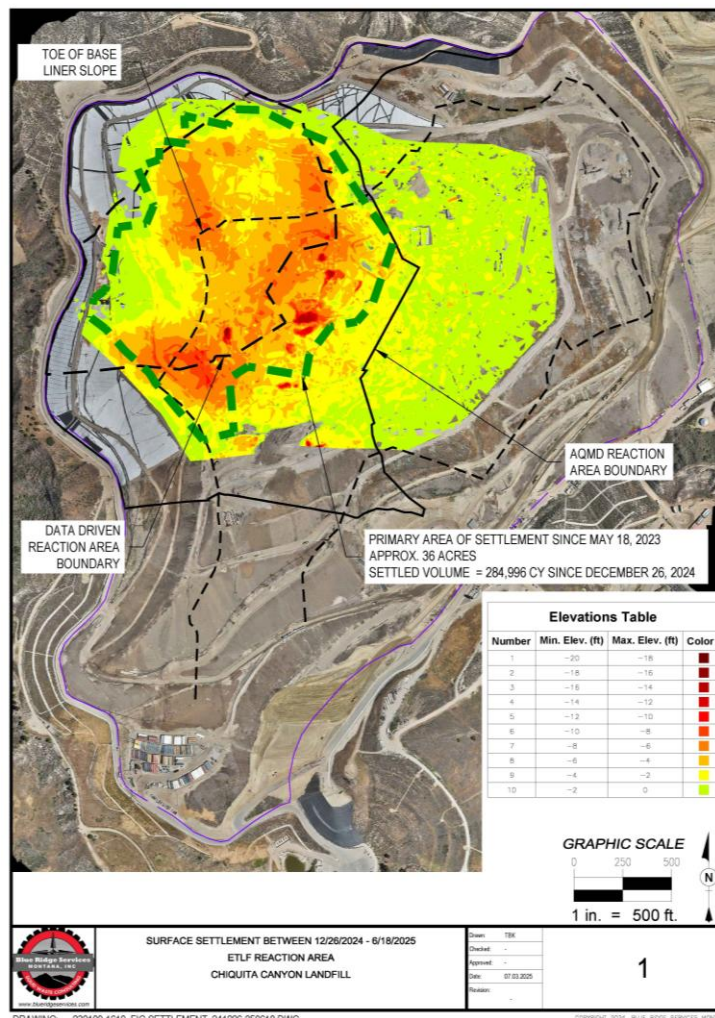 TOE OF BASE
LINER SLOPE
AQMD REACTION
AREA BOUNDARY
DATA DRIVEN
REACTION AREA
BOUNDARY
PRIMARY AREA OF SETTLEMENT SINCE MAY 18, 2023
APPROX. 36 ACRES
SETTLED VOLUME = 284,996 CY SINCE DECEMBER 26, 2024
Elevations Table
Number Min. Elev. (ft) Max. Elev. (ft) Color
1 -20 -18
2 -18 -16
3 -16 -14
4 -14 -12
5 -12 -10
6 -10 -8
7 -8 -6
8 -6 -4
9 -4 -2
10 -2 0
GRAPHIC SCALE
0 250 500
N
1 in. = 500 ft.
Blue Ridge Services
MONTANA, INC
www.blueridgeservices.com
SURFACE SETTLEMENT BETWEEN 12/26/2024 - 6/18/2025
ETLF REACTION AREA
CHIQUITA CANYON LANDFILL
Drawn: TBK
Checked: -
Approved: -
Date: 07.03.2025
Revision:
-
1